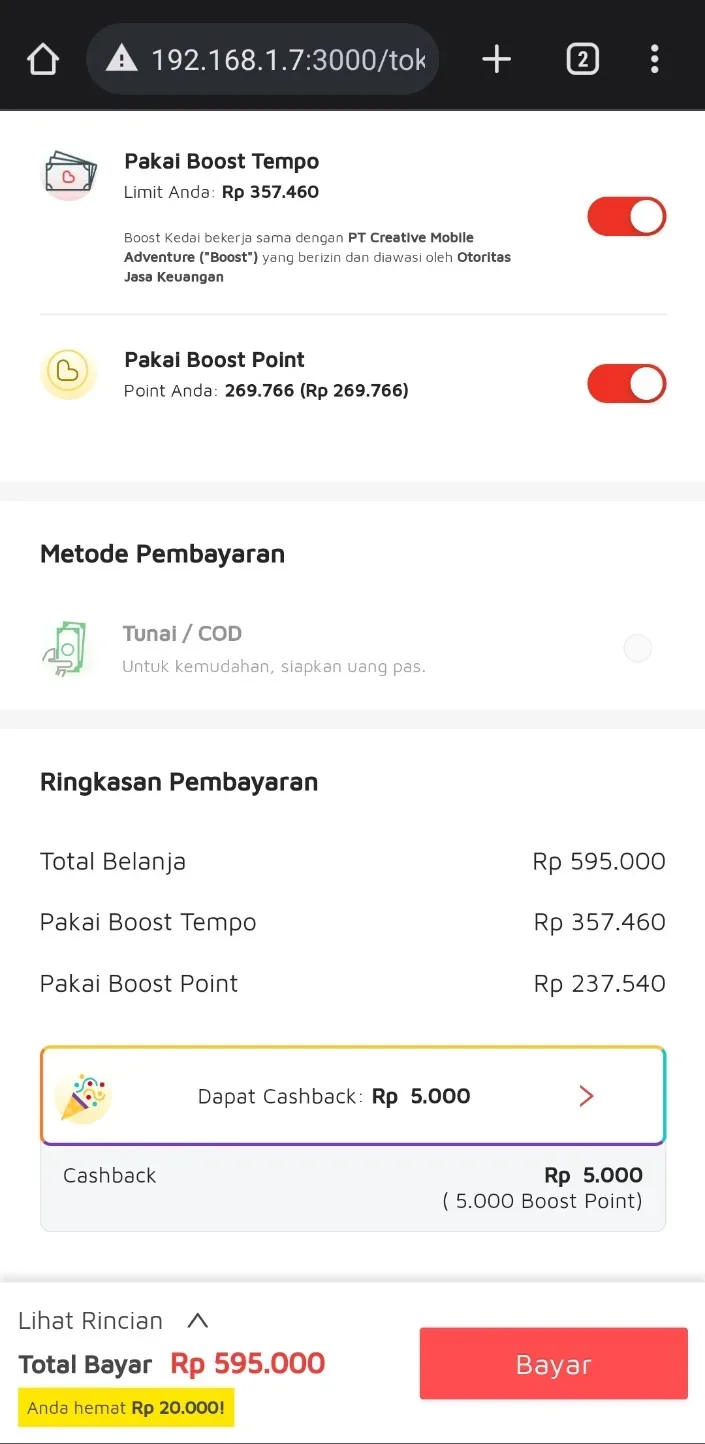 192.168.1.7:3000/tok
2
Pakai Boost Tempo
Limit Anda: Rp 357.460
Boost Kedai bekerja sama dengan PT Creative Mobile
Adventure ("Boost") yang berizin dan diawasi oleh Otoritas
Jasa Keuangan
Pakai Boost Point
Point Anda: 269.766 (Rp 269.766)
Metode Pembayaran
Tunai / COD
Untuk kemudahan, siapkan uang pas.
Ringkasan Pembayaran
Total Belanja Rp 595.000
Pakai Boost Tempo Rp 357.460
Pakai Boost Point Rp 237.540
Dapat Cashback: Rp 5.000
Cashback Rp 5.000
( 5.000 Boost Point)
Lihat Rincian
Total Bayar Rp 595.000
Bayar
Anda hemat Rp 20.000!